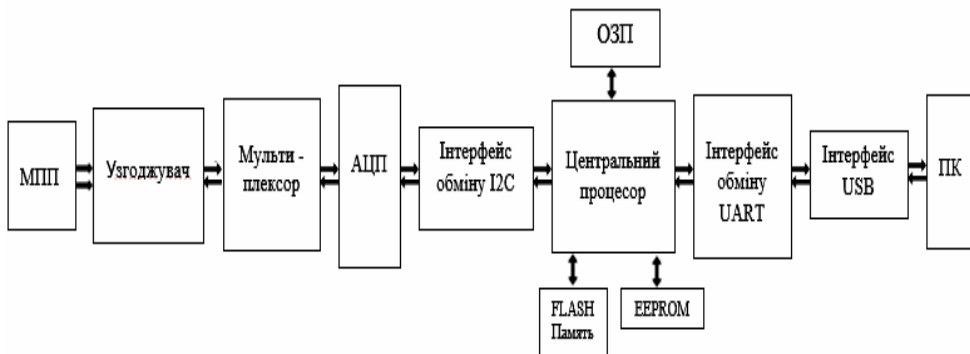 ОЗП
МПП
Узгоджувач
Мульти -
плексор
АЦП
Інтерфейс
обміну І2С
Центральний
процесор
Інтерфейс
обміну
UART
Інтерфейс
USB
ПК
FLASH
Память
EEPROM